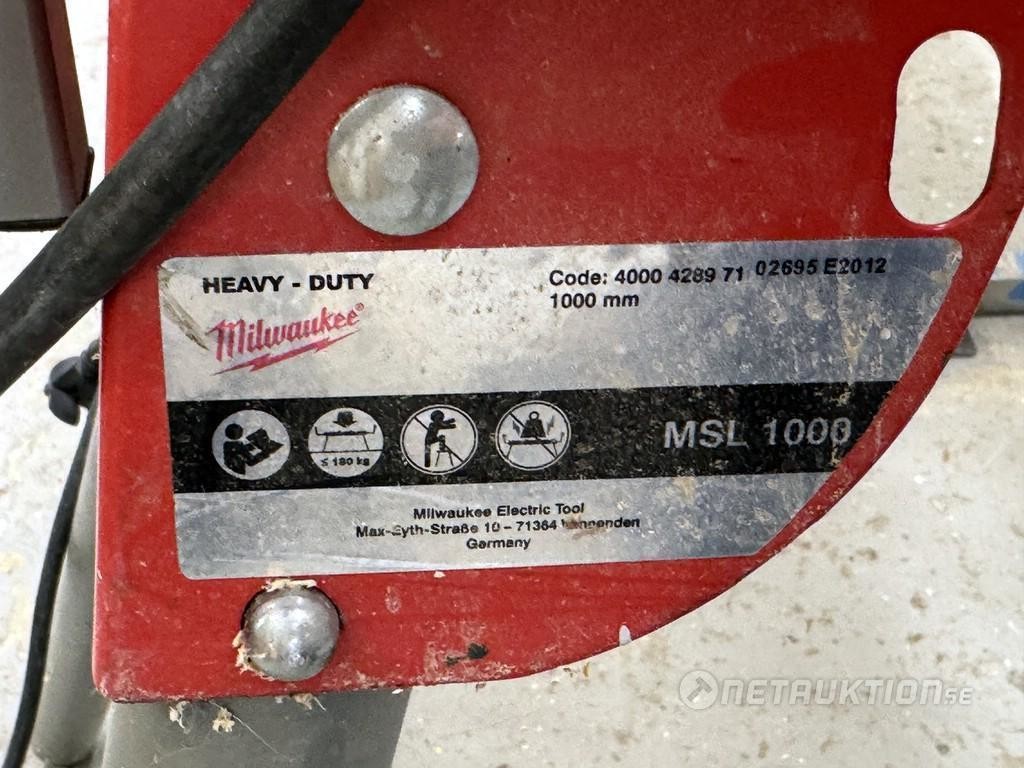 HEAVY - DUTY
Milwaukee®
Code: 4000 4289 71 02695 E2012
1000 mm
≤ 180 kg
MSL 1000
Milwaukee Electric Tool
Max-Eyth-Straße 10 – 71364
Germany
NETAUKTION.SE